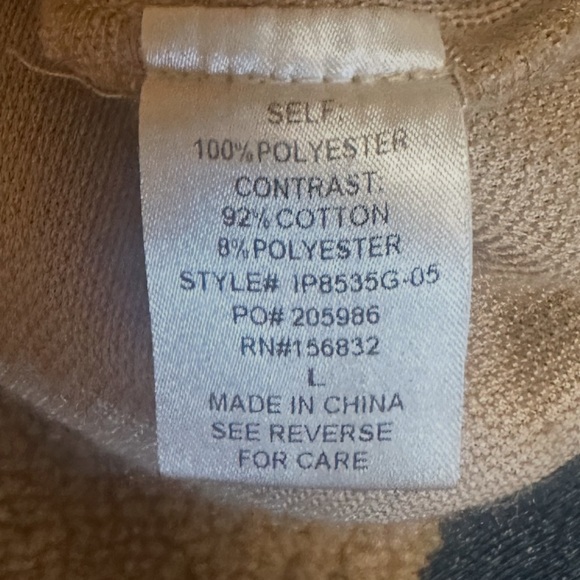 SELF:
100% POLYESTER
CONTRAST:
92% COTTON
8% POLYESTER
STYLE# IP8535G-05
PO# 205986
RN#156832
L
MADE IN CHINA
SEE REVERSE
FOR CARE